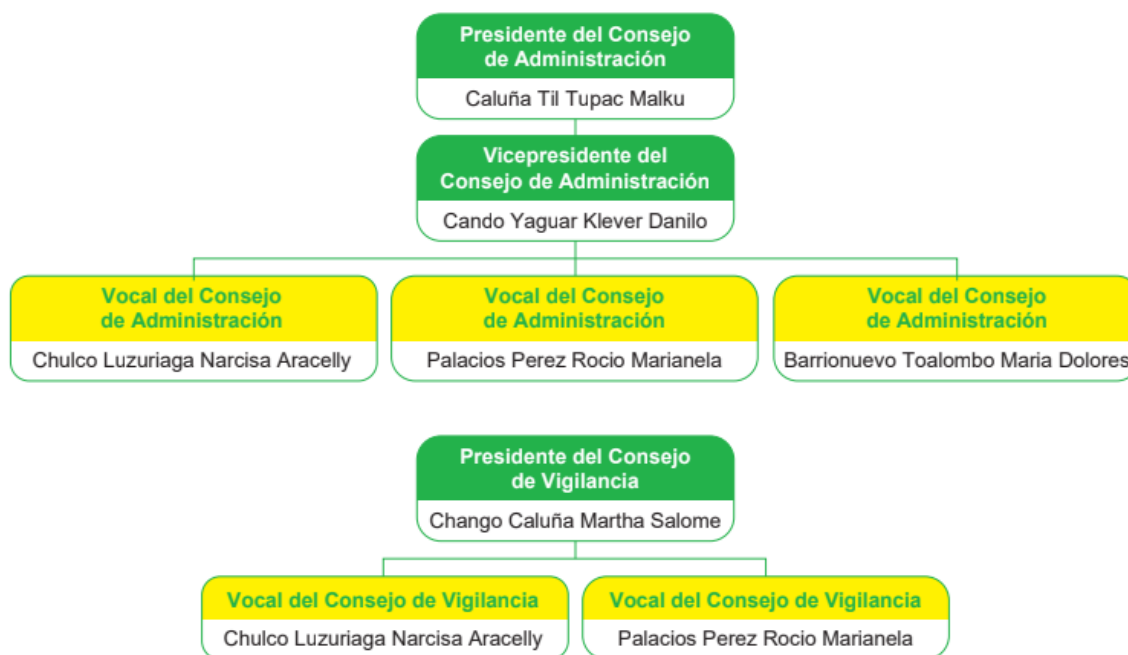 Presidente del Consejo
de Administración
Caluña Til Tupac Malku
Vicepresidente del
Consejo de Administración
Cando Yaguar Klever Danilo
Vocal del Consejo
de Administración
Chulco Luzuriaga Narcisa Aracelly
Vocal del Consejo
de Administración
Palacios Perez Rocio Marianela
Vocal del Consejo
de Administración
Barrionuevo Toalombo Maria Dolores
Presidente del Consejo
de Vigilancia
Chango Caluña Martha Salome
Vocal del Consejo de Vigilancia
Chulco Luzuriaga Narcisa Aracelly
Vocal del Consejo de Vigilancia
Palacios Perez Rocio Marianela